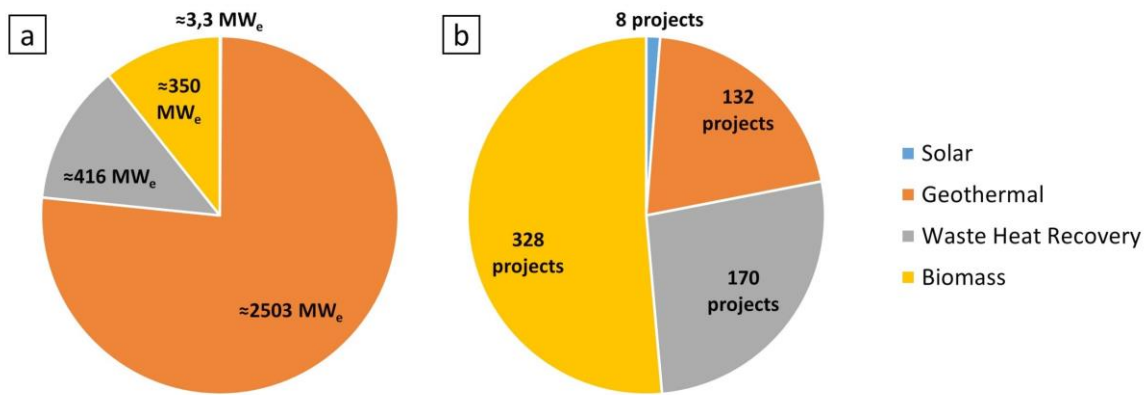 a
≈3,3 MWe
≈350
MWe
≈416 MWe
≈2503 MWe
b
8 projects
132
projects
328
projects
170
projects
Solar
Geothermal
Waste Heat Recovery
Biomass